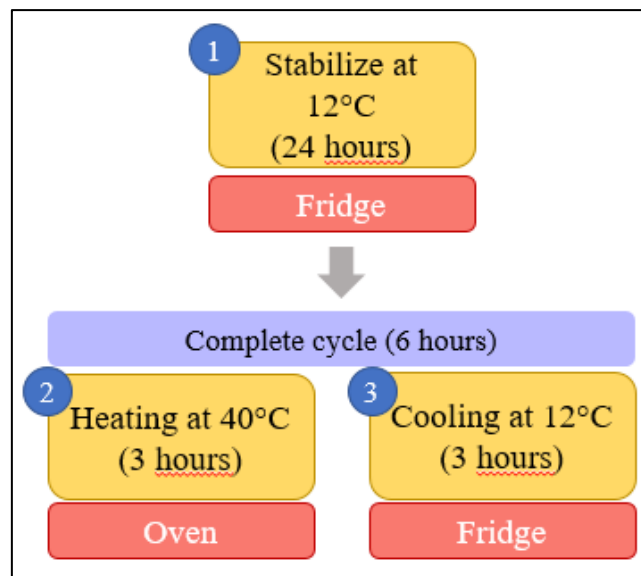 1
Stabilize at
12°C
(24 hours)
Fridge
Complete cycle (6 hours)
2
Heating at 40°C
(3 hours)
Oven
3
Cooling at 12°C
(3 hours)
Fridge